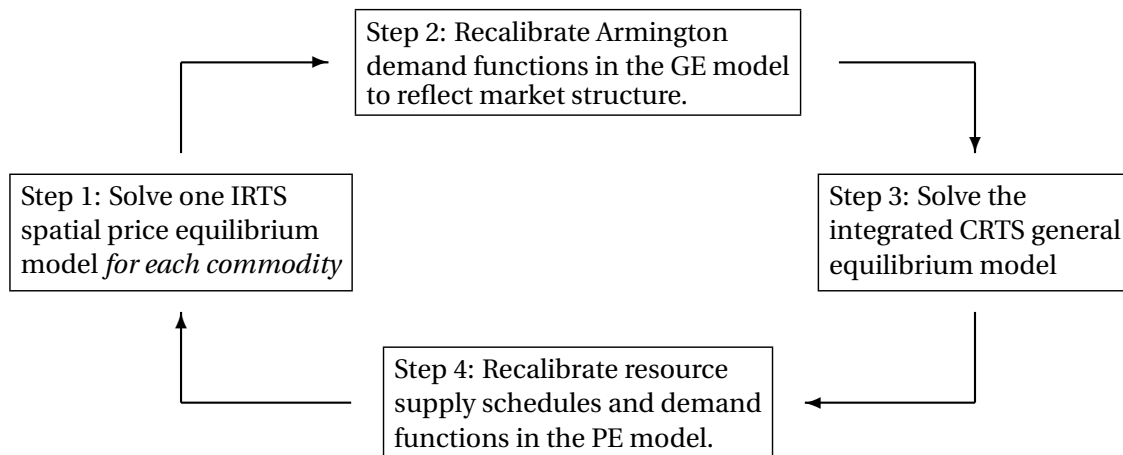 Step 2: Recalibrate Armington
demand functions in the GE model
to reflect market structure.
Step 1: Solve one IRTS
spatial price equilibrium
model for each commodity
Step 3: Solve the
integrated CRTS general
equilibrium model
Step 4: Recalibrate resource
supply schedules and demand
functions in the PE model.